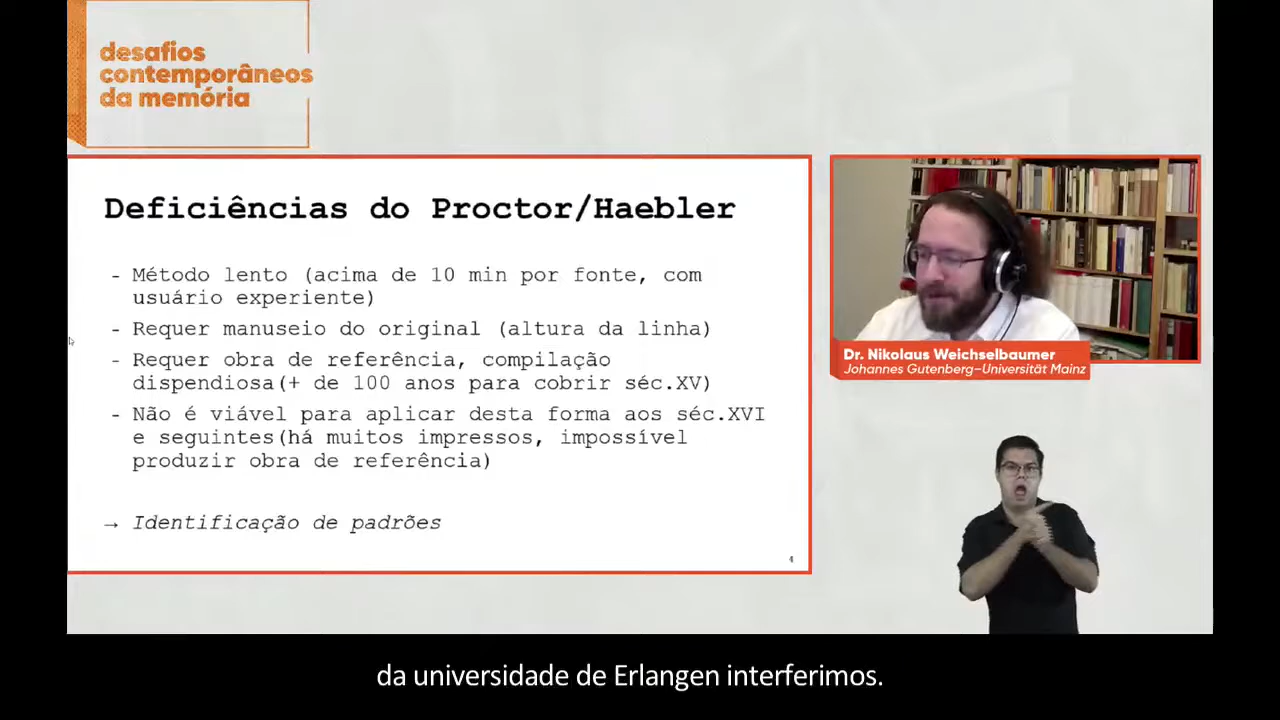 desafios
contemporâneos
da memória
Deficiências do Proctor/Haebler
- Método lento (acima de 10 min por fonte, com
usuário experiente)
- Requer manuseio do original (altura da linha)
- Requer obra de referência, compilação
dispendiosa(+ de 100 anos para cobrir séc.XV)
- Não é viável para aplicar desta forma aos séc.XVI
e seguintes(há muitos impressos, impossível
produzir obra de referência)
→ Identificação de padrões
4
Dr. Nikolaus Weichselbaumer
Johannes Gutenberg–Universität Mainz
da universidade de Erlangen interferimos.